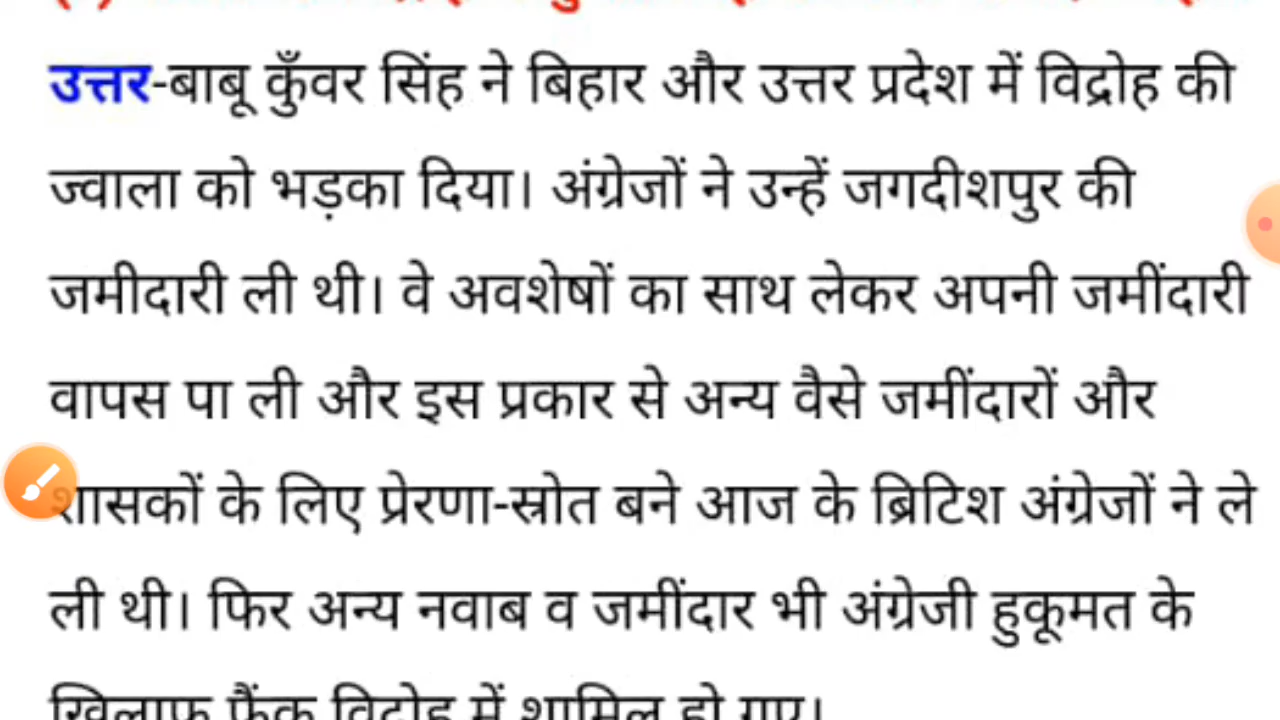 उत्तर-बाबू कुँवर सिंह ने बिहार और उत्तर प्रदेश में विद्रोह की
ज्वाला को भड़का दिया। अंग्रेजों ने उन्हें जगदीशपुर की
जमीदारी ली थी। वे अवशेषों का साथ लेकर अपनी जमींदारी
वापस पा ली और इस प्रकार से अन्य वैसे जमींदारों और
शासकों के लिए प्रेरणा-स्रोत बने आज के ब्रिटिश अंग्रेजों ने ले
ली थी। फिर अन्य नवाब व जमींदार भी अंग्रेजी हुकूमत के
खिलाफ फैंक विद्रोह में शामिल हो गए।